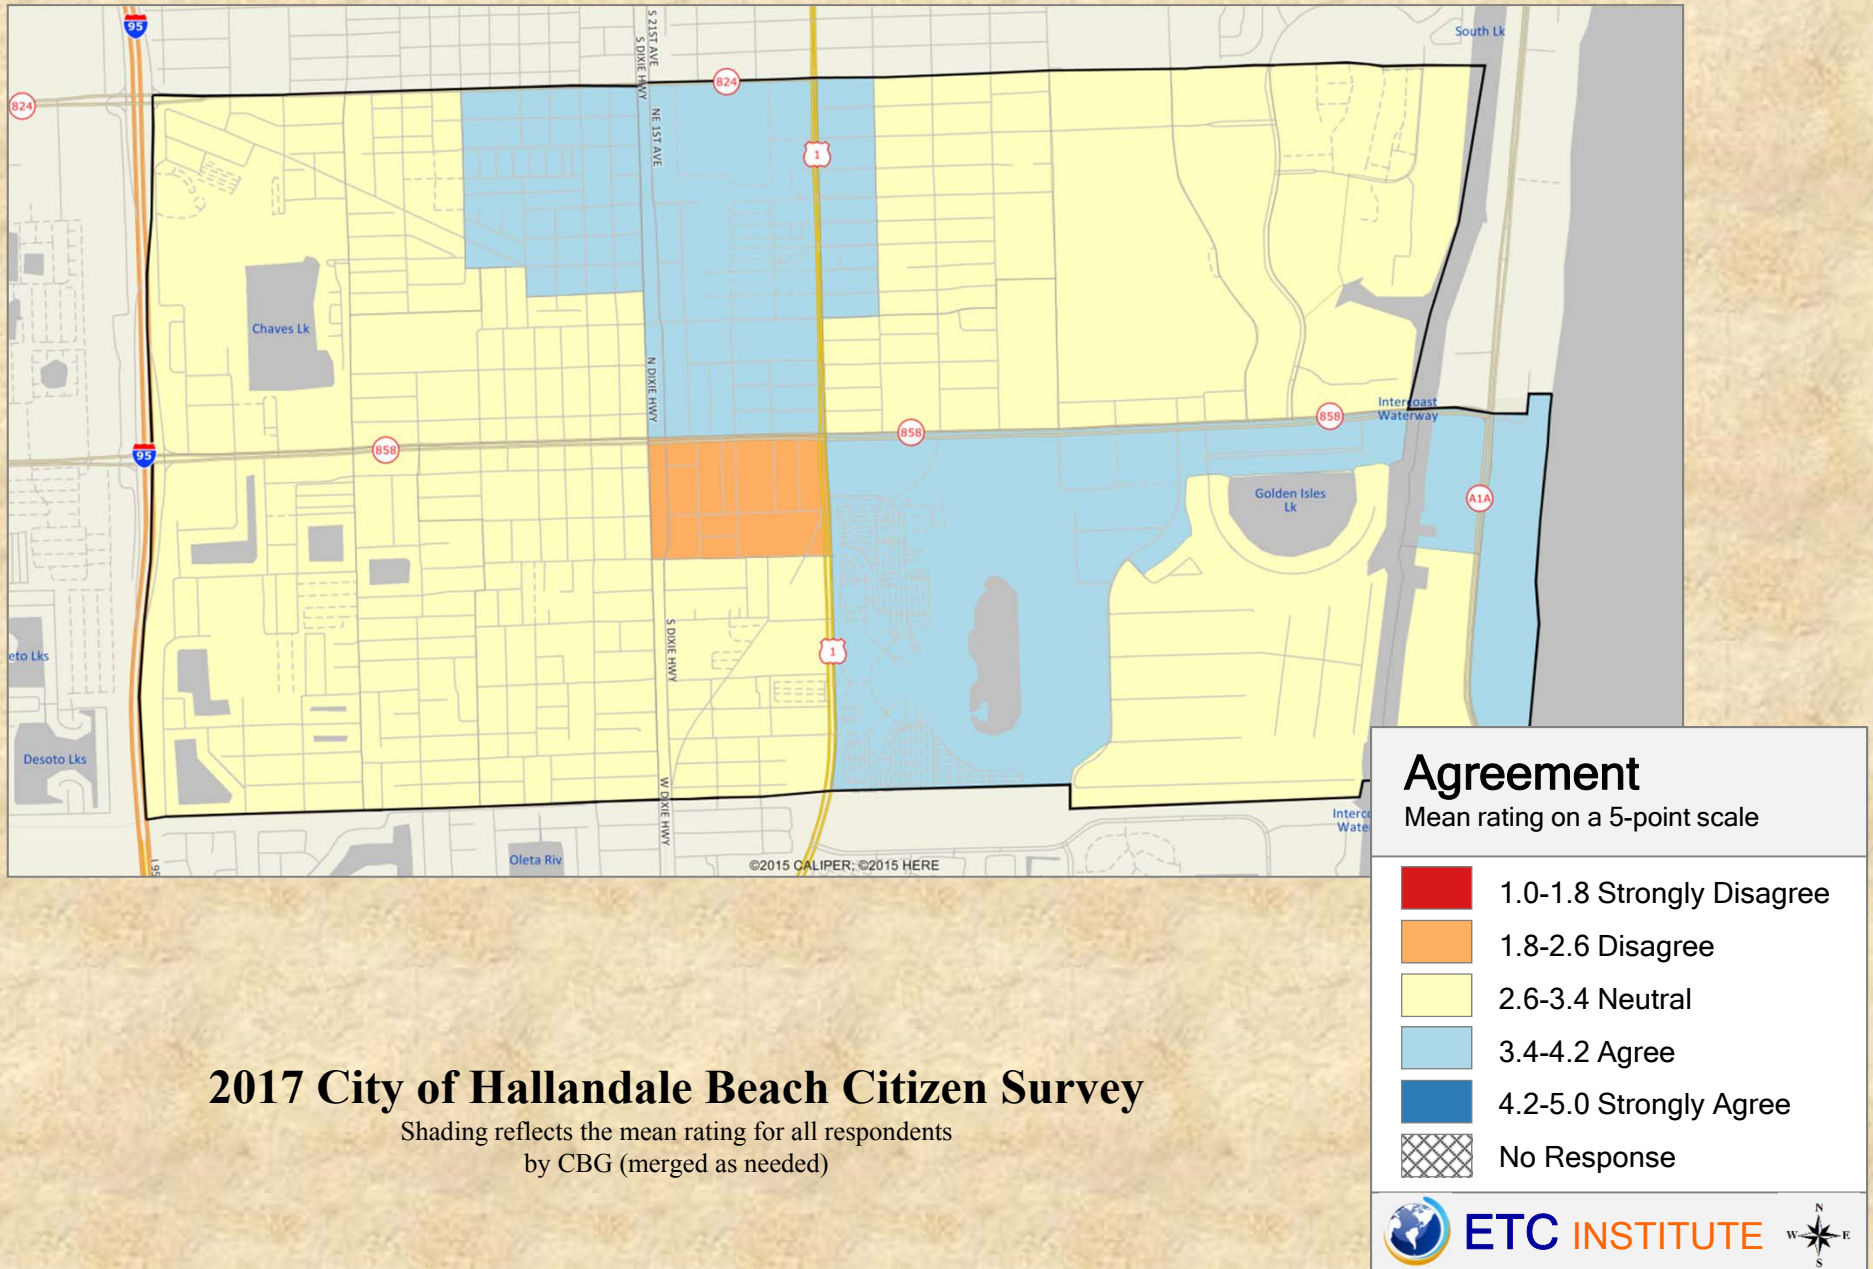 95
S 21ST AVE
S DIXIE HWY
South Lk
824
824
NE 1ST AVE
1
Chaves Lk
N DIXIE HWY
Intercoast
Waterway
858
858
858
95
Golden Isles
Lk
A1A
S DIXIE HWY
1
eto Lks
Desoto Lks
W DIXIE HWY
Interco
Wate
Oleta Riv
I 95
©2015 CALIPER; ©2015 HERE
Agreement
Mean rating on a 5-point scale
1.0-1.8 Strongly Disagree
1.8-2.6 Disagree
2.6-3.4 Neutral
3.4-4.2 Agree
4.2-5.0 Strongly Agree
No Response
2017 City of Hallandale Beach Citizen Survey
Shading reflects the mean rating for all respondents
by CBG (merged as needed)
ETC INSTITUTE
N
W E
S